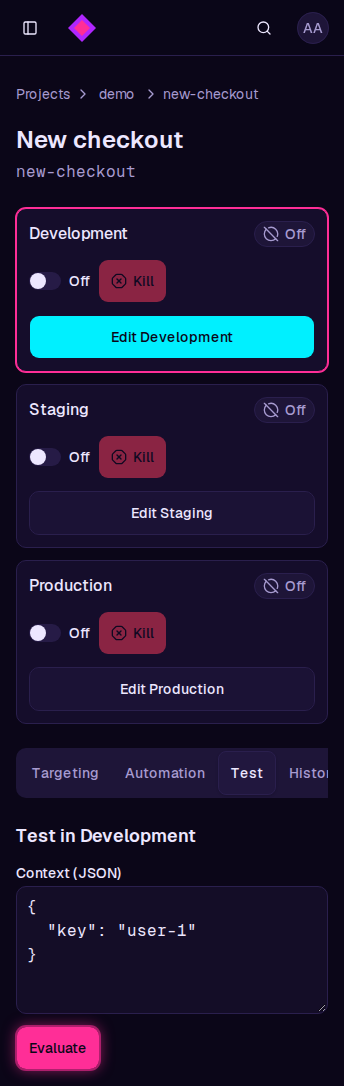 AA
Projects > demo > new-checkout
New checkout
new-checkout
Development Off
Off Kill
Edit Development
Staging Off
Off Kill
Edit Staging
Production Off
Off Kill
Edit Production
Targeting Automation Test Histor
Test in Development
Context (JSON)
{
"key": "user-1"
}
Evaluate